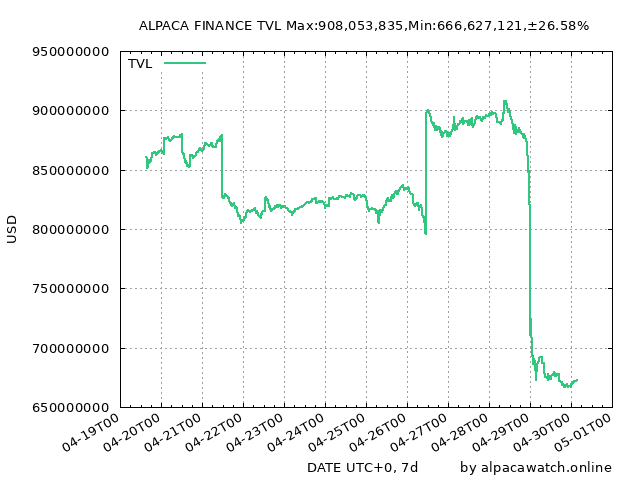 ALPACA FINANCE TVL Max:908,053,835,Min:666,627,121,±26.58%
TVL
950000000
900000000
850000000
800000000
750000000
700000000
650000000
USD
04-19T00
04-20T00
04-21T00
04-22T00
04-23T00
04-24T00
04-25T00
04-26T00
04-27T00
04-28T00
04-29T00
04-30T00
05-01T00
DATE UTC+0, 7d
by alpacawatch.online